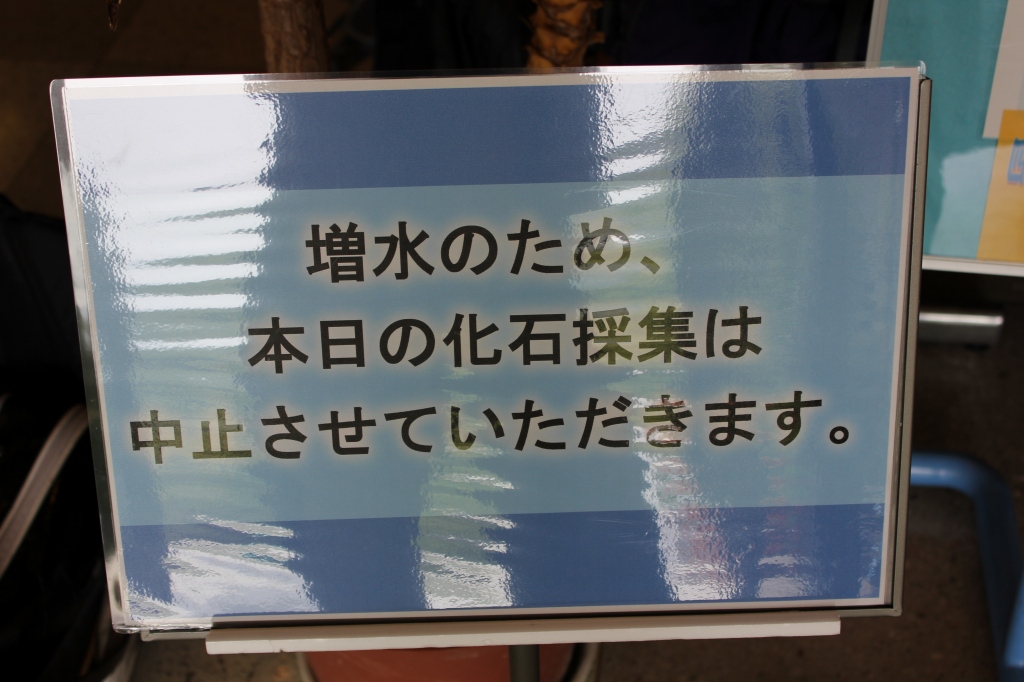 増水のため、
本日の化石採集は
中止させていただきます。